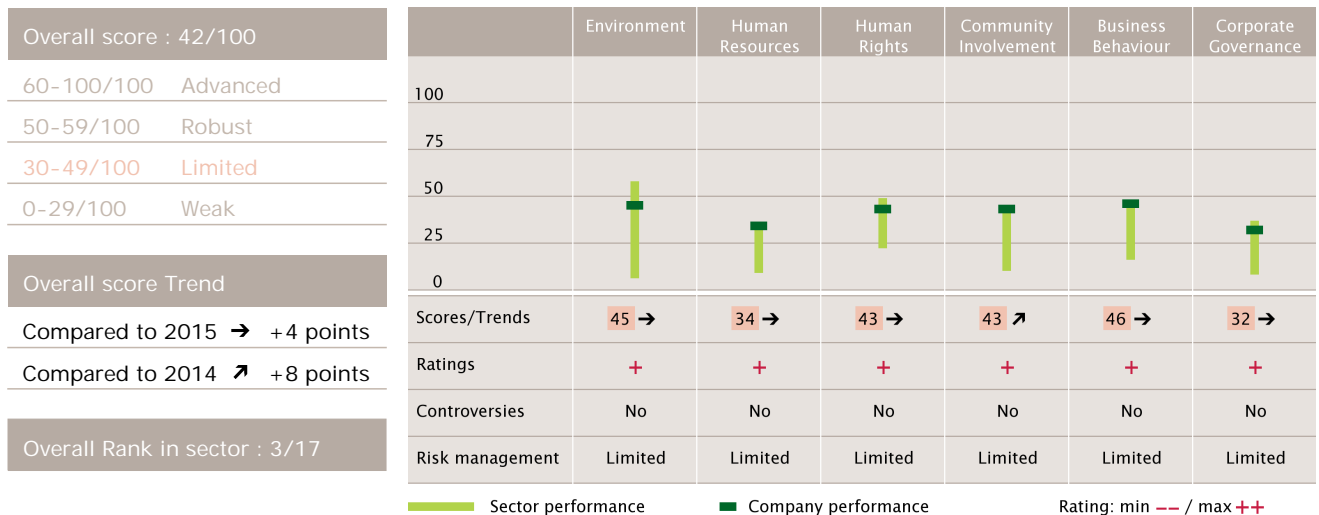 Overall score : 42/100
60-100/100 Advanced
50-59/100 Robust
30-49/100 Limited
0-29/100 Weak
Overall score Trend
Compared to 2015 ➔ +4 points
Compared to 2014 ↗ +8 points
Overall Rank in sector : 3/17
Environment Human Resources Human Rights Community Involvement Business Behaviour Corporate Governance
100
75
50
25
0
Scores/Trends 45 ➔ 34 ➔ 43 ➔ 43 ↗ 46 ➔ 32 ➔
Ratings + + + + + +
Controversies No No No No No No
Risk management Limited Limited Limited Limited Limited Limited
Sector performance Company performance Rating: min −− / max ++